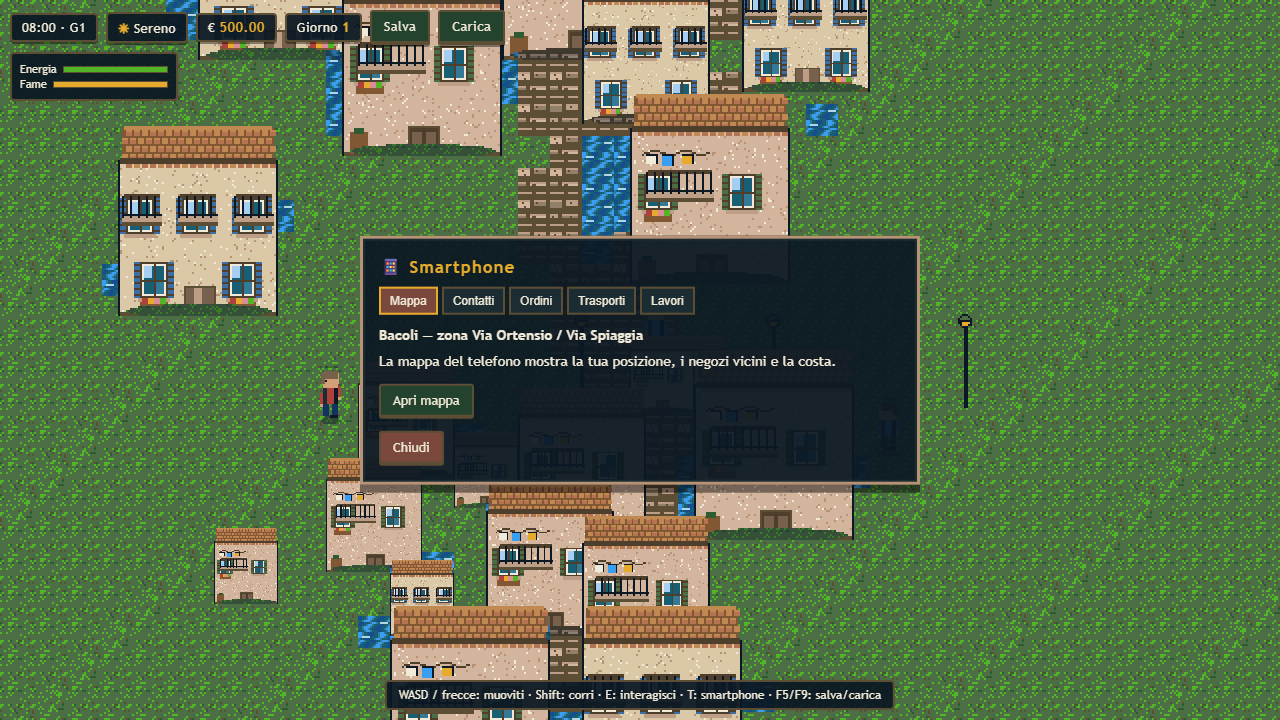 08:00 · G1
Sereno
€ 500.00
Giorno 1
Salva
Carica
Energia
Fame
Smartphone
Mappa
Contatti
Ordini
Trasporti
Lavori
Bacoli — zona Via Ortensio / Via Spiaggia
La mappa del telefono mostra la tua posizione, i negozi vicini e la costa.
Apri mappa
Chiudi
WASD / frecce: muoviti · Shift: corri · E: interagisci · T: smartphone · F5/F9: salva/carica